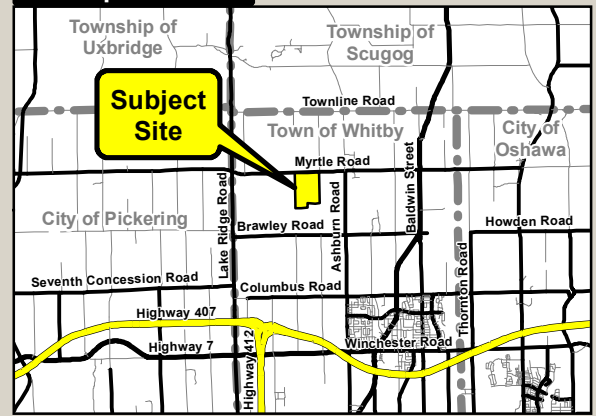 Township of
Uxbridge
Township of
Scugog
Subject
Site
Townline Road
Town of Whitby
City of
Oshawa
Myrtle Road
Lake Ridge Road
Ashburn Road
Baldwin Street
City of Pickering
Brawley Road
Howden Road
Thornton Road
Seventh Concession Road
Columbus Road
Highway 407
Highway 7
Highway 412
Winchester Road